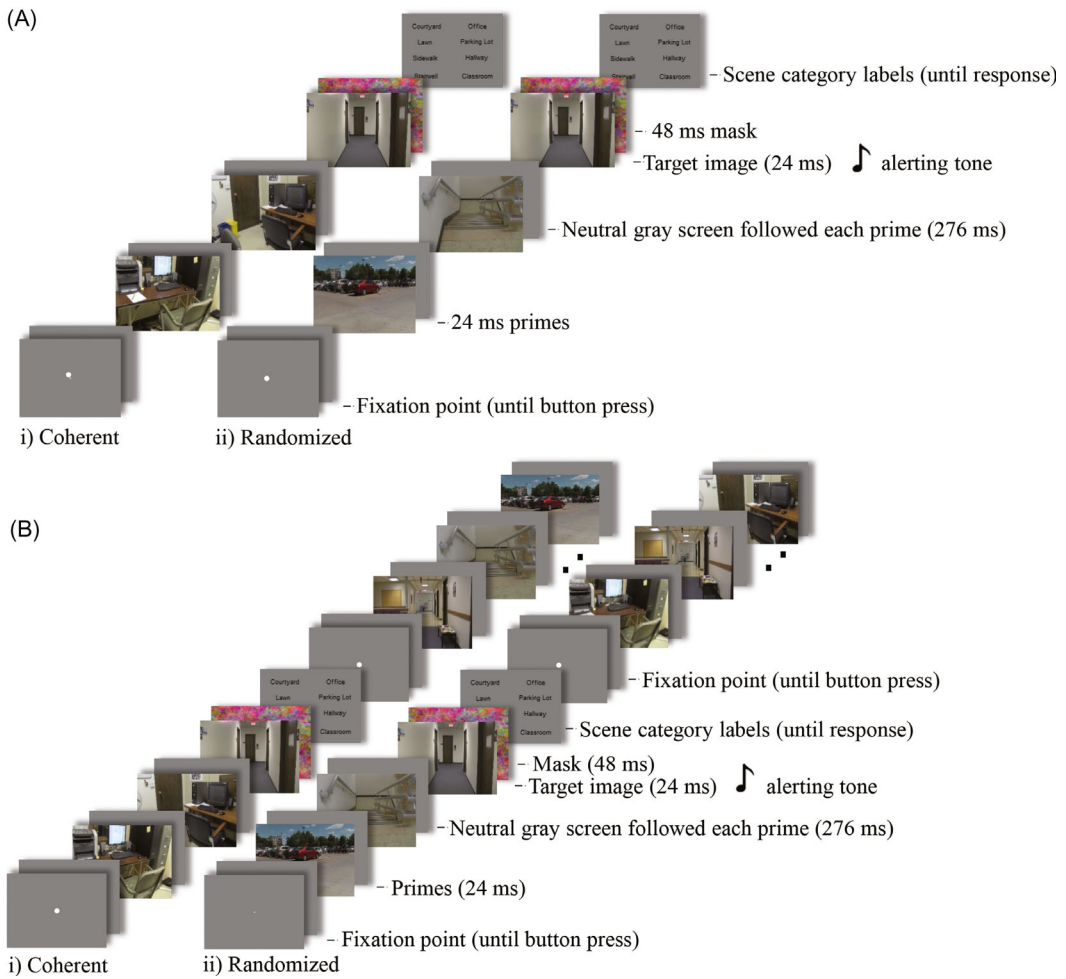 (A)
Courtyard Office Courtyard Office
Lawn Parking Lot Lawn Parking Lot
Sidewalk Hallway Sidewalk Hallway
Stairwell Classroom Stairwell Classroom
Scene category labels (until response)
48 ms mask
Target image (24 ms) alerting tone
Neutral gray screen followed each prime (276 ms)
24 ms primes
Fixation point (until button press)
i) Coherent ii) Randomized
(B)
Fixation point (until button press)
Courtyard Office Courtyard Office
Lawn Parking Lot Lawn Parking Lot
Hallway Hallway
Classroom Classroom
Scene category labels (until response)
Mask (48 ms)
Target image (24 ms) alerting tone
Neutral gray screen followed each prime (276 ms)
Primes (24 ms)
Fixation point (until button press)
i) Coherent ii) Randomized